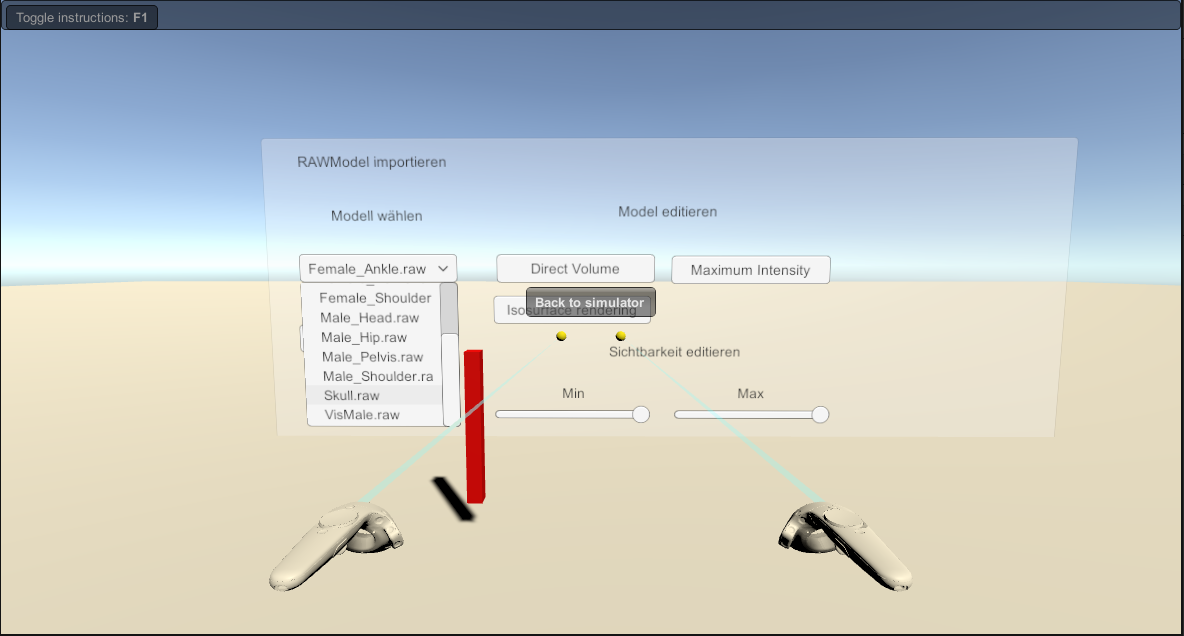 Toggle instructions: F1
RAWModel importieren
Modell wählen
Model editieren
Female_Ankle.raw
Direct Volume
Maximum Intensity
Female_Shoulder
Male_Head.raw
Male_Hip.raw
Male_Pelvis.raw
Male_Shoulder.ra
Skull.raw
VisMale.raw
Back to simulator
Isosurface rendering
Sichtbarkeit editieren
Min
Max